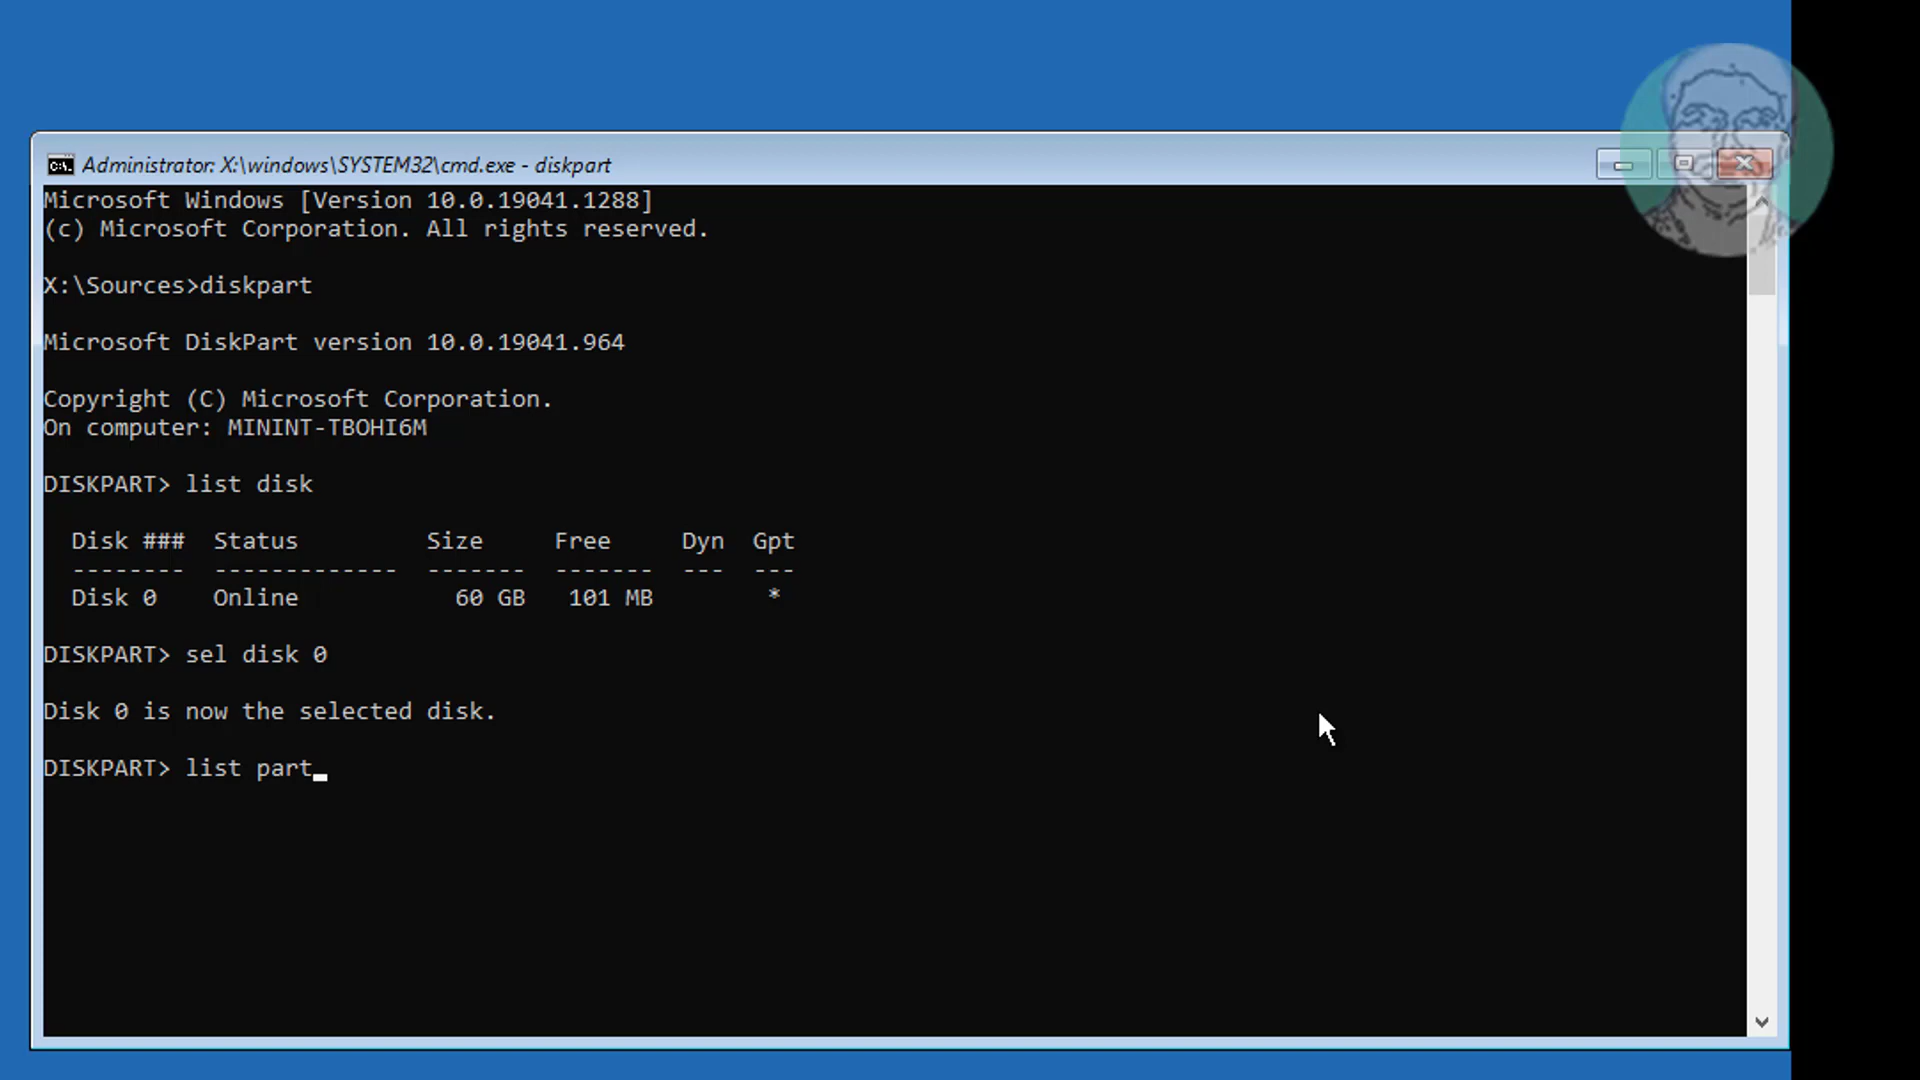 Administrator: X:\windows\SYSTEM32\cmd.exe - diskpart
Microsoft Windows [Version 10.0.19041.1288]
(c) Microsoft Corporation. All rights reserved.
X:\Sources>diskpart
Microsoft DiskPart version 10.0.19041.964
Copyright (C) Microsoft Corporation.
On computer: MININT-TBOHI6M
DISKPART> list disk
Disk ###  Status         Size     Free     Dyn  Gpt
--------  -------------  -------  -------  ---  ---
Disk 0    Online           60 GB   101 MB        *
DISKPART> sel disk 0
Disk 0 is now the selected disk.
DISKPART> list part